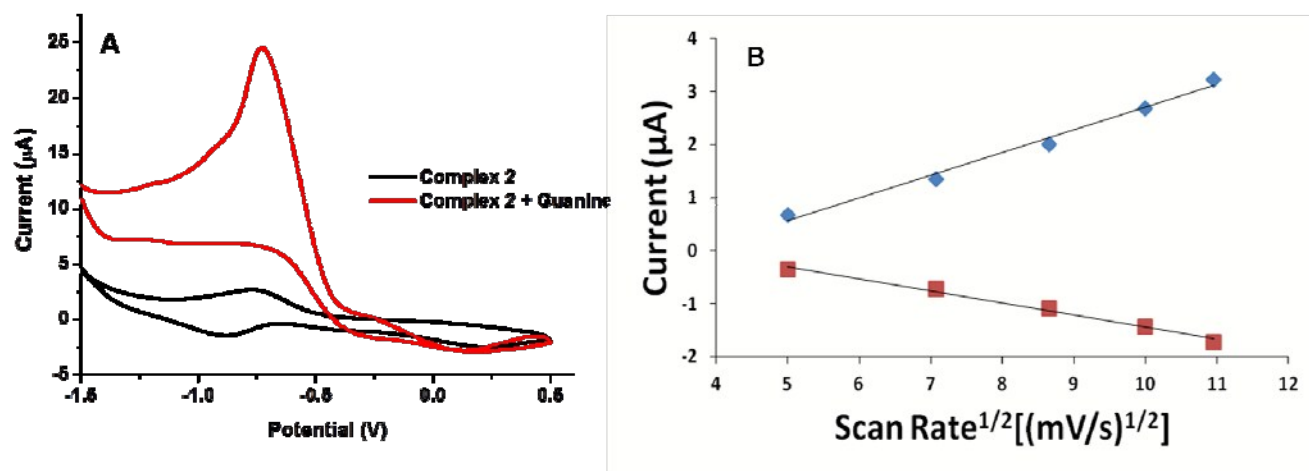 A
25
20
15
10
5
0
-5
Current (µA)
Complex 2
Complex 2 + Guanine
-1.5 -1.0 -0.5 0.0 0.5
Potential (V)
B
4
3
2
1
0
-1
-2
Current (µA)
4 5 6 7 8 9 10 11 12
Scan Rate1/2[(mV/s)1/2]